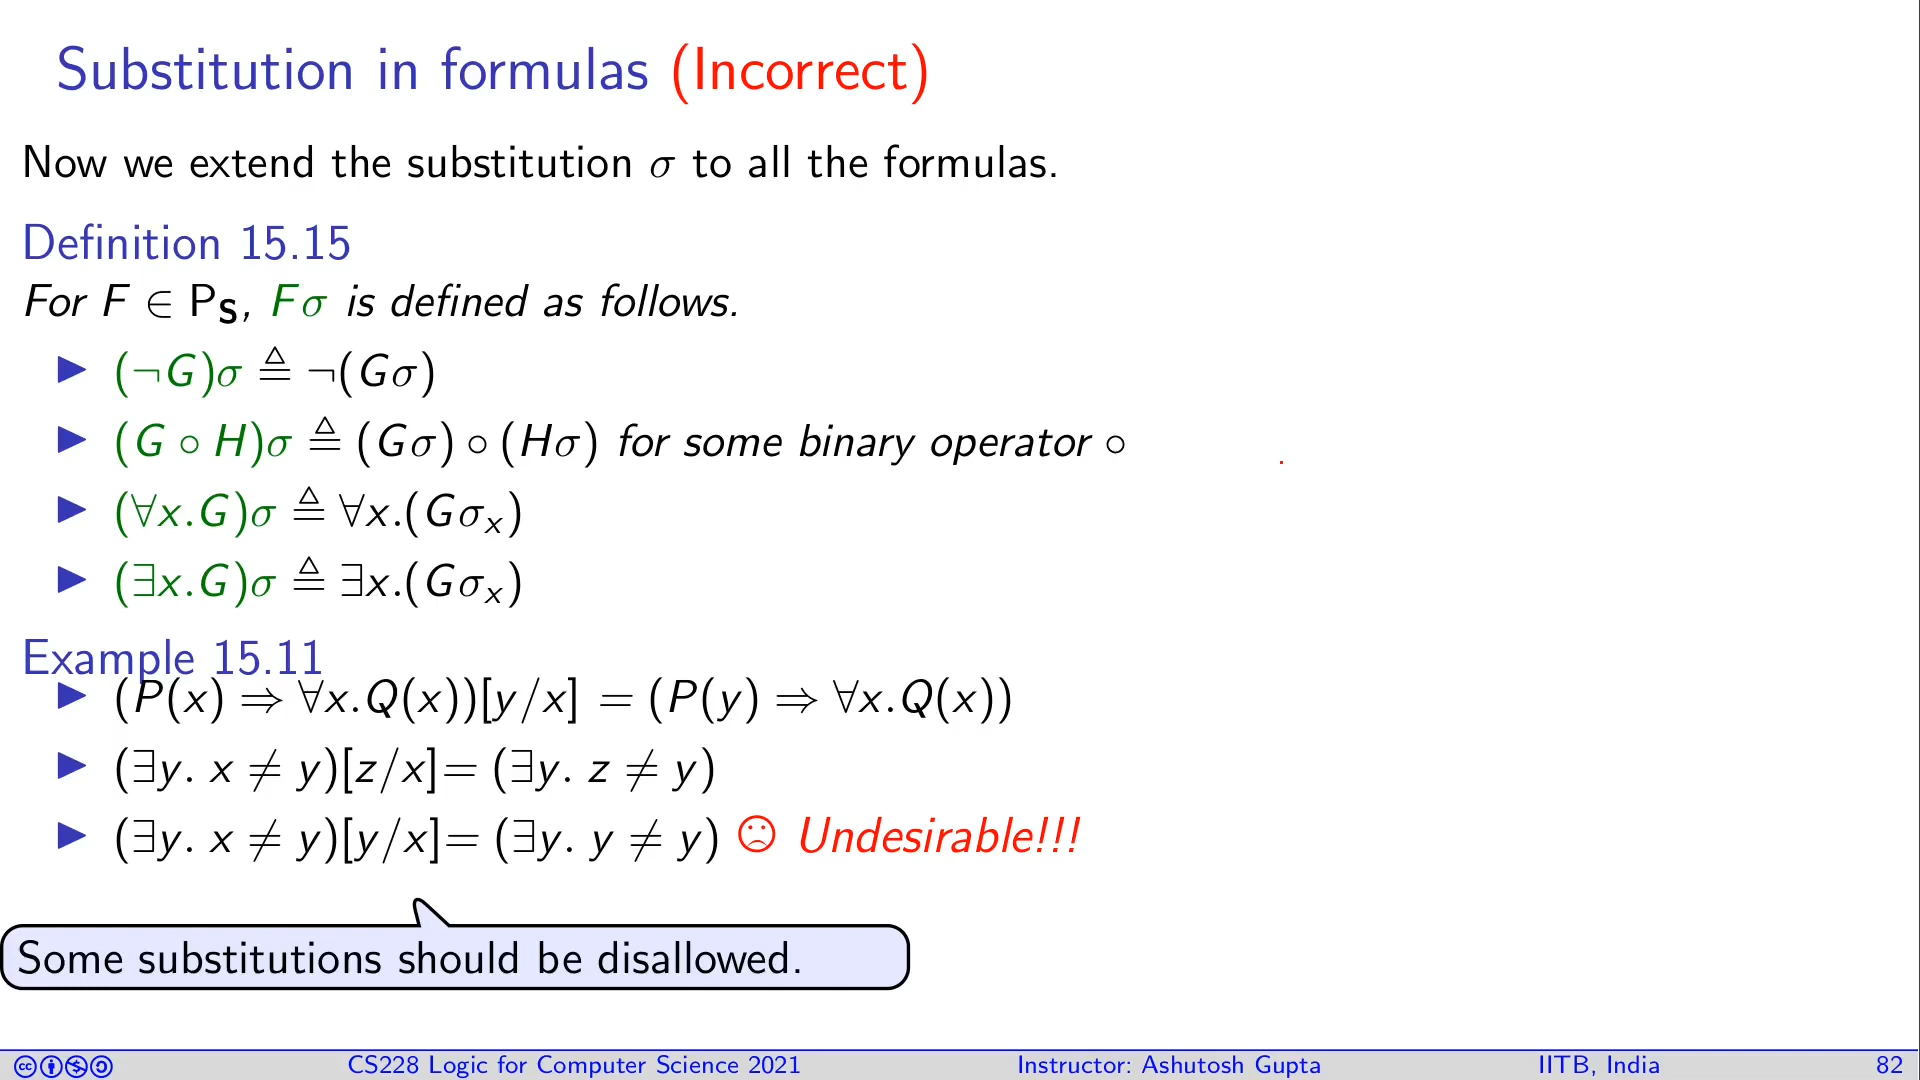 Substitution in formulas (Incorrect)
Now we extend the substitution σ to all the formulas.
Definition 15.15
For F ∈ P_S, Fσ is defined as follows.
▶ (¬G)σ ≜ ¬(Gσ)
▶ (G ∘ H)σ ≜ (Gσ) ∘ (Hσ) for some binary operator ∘
▶ (∀x.G)σ ≜ ∀x.(Gσ_x)
▶ (∃x.G)σ ≜ ∃x.(Gσ_x)
Example 15.11
▶ (P(x) ⇒ ∀x.Q(x))[y/x] = (P(y) ⇒ ∀x.Q(x))
▶ (∃y. x ≠ y)[z/x]= (∃y. z ≠ y)
▶ (∃y. x ≠ y)[y/x]= (∃y. y ≠ y) ☹ Undesirable!!!
Some substitutions should be disallowed.
CS228 Logic for Computer Science 2021 Instructor: Ashutosh Gupta IITB, India 82